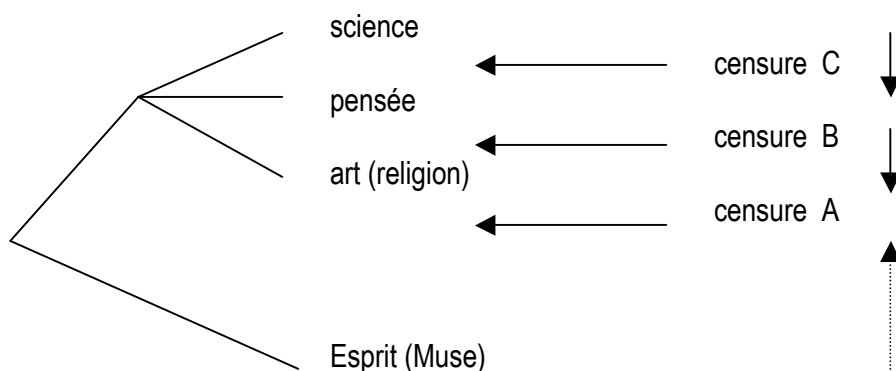 science
censure C
pensée
censure B
art (religion)
censure A
Esprit (Muse)